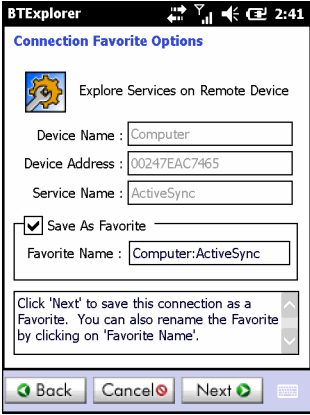 BTExplorer 2:41
Connection Favorite Options
Explore Services on Remote Device
Device Name : Computer
Device Address : 00247EAC7465
Service Name : ActiveSync
Save As Favorite
Favorite Name : Computer:ActiveSync
Click 'Next' to save this connection as a
Favorite. You can also rename the Favorite
by clicking on 'Favorite Name'.
Back Cancel Next